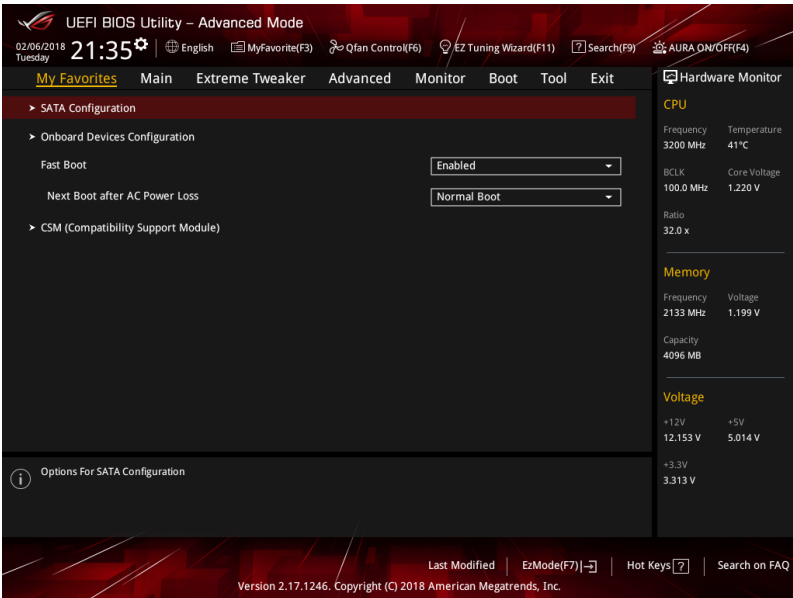 UEFI BIOS Utility – Advanced Mode
02/06/2018 Tuesday 21:35 English MyFavorite(F3) Qfan Control(F6) EZ Tuning Wizard(F11) ? Search(F9) AURA ON/OFF(F4)
My Favorites Main Extreme Tweaker Advanced Monitor Boot Tool Exit
SATA Configuration
Onboard Devices Configuration
Fast Boot Enabled
Next Boot after AC Power Loss Normal Boot
CSM (Compatibility Support Module)
Hardware Monitor
CPU
Frequency Temperature
3200 MHz 41°C
BCLK Core Voltage
100.0 MHz 1.220 V
Ratio
32.0 x
Memory
Frequency Voltage
2133 MHz 1.199 V
Capacity
4096 MB
Voltage
+12V +5V
12.153 V 5.014 V
+3.3V
3.313 V
i Options For SATA Configuration
Last Modified EzMode(F7) Hot Keys ? Search on FAQ
Version 2.17.1246. Copyright (C) 2018 American Megatrends, Inc.